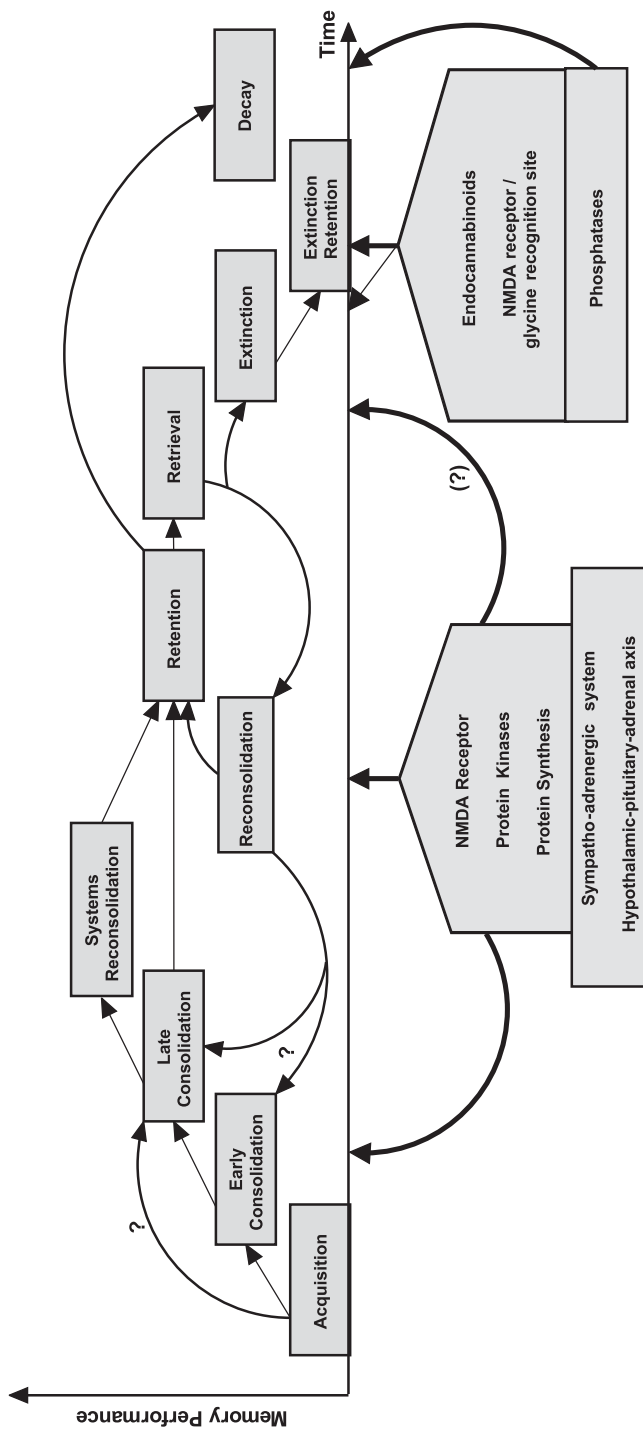 Memory Performance
Time
Acquisition
?
Early
Consolidation
Late
Consolidation
?
Systems
Reconsolidation
Reconsolidation
Retention
Retrieval
Extinction
Extinction
Retention
Decay
NMDA Receptor
Protein Kinases
Protein Synthesis
Sympatho-adrenergic system
Hypothalamic-pituitary-adrenal axis
(?)
Endocannabinoids
NMDA receptor /
glycine recognition site
Phosphatases